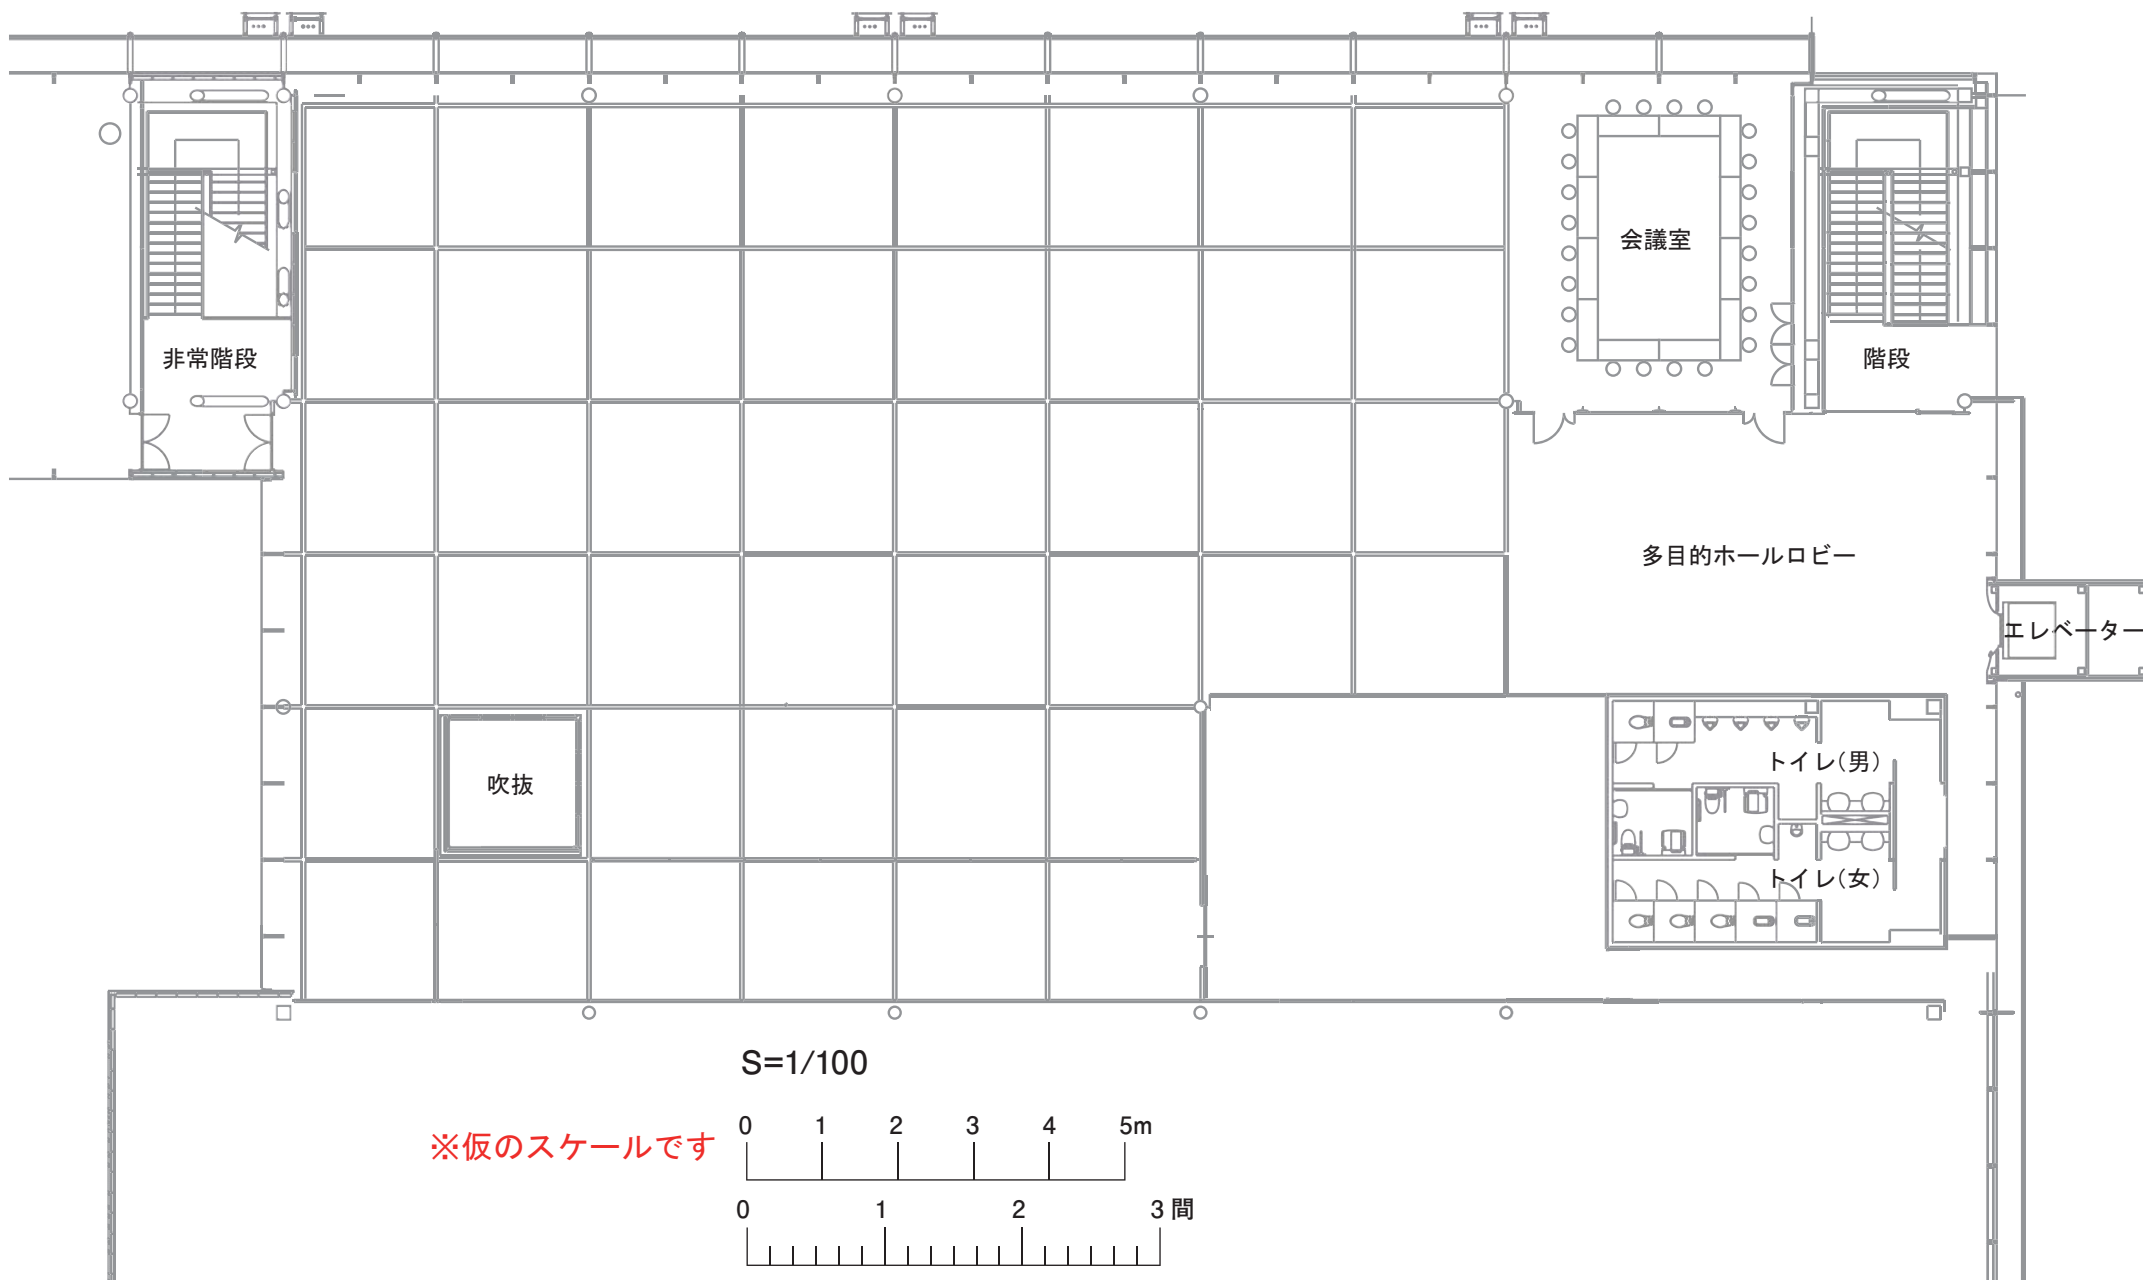 会議室
非常階段
階段
多目的ホールロビー
エレベーター
トイレ(男)
吹抜
トイレ(女)
S=1/100
※仮のスケールです
0 1 2 3 4 5m
0 1 2 3 間